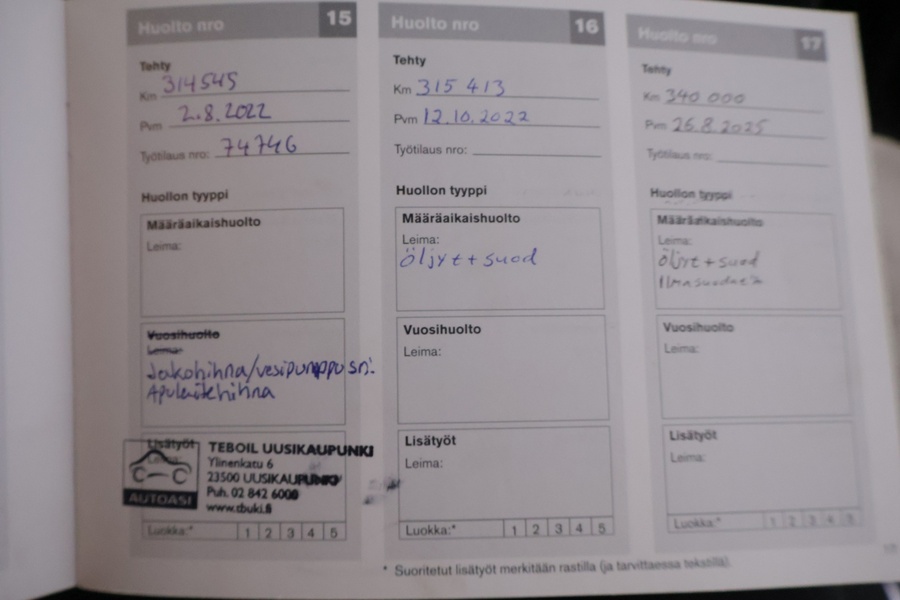 Huolto nro 15
Tehty
Km 314545
Pvm 2.8.2022
Työtilaus nro: 74746
Huollon tyyppi
Määräaikaishuolto
Leima:
Vuosihuolto
Leima:
Jakohihna/vesipumppu sn!
Apulaitehihna
Lisätyöt
AUTOASI
TEBOIL UUSIKAUPUNKI
Ylinenkatu 6
23500 UUSIKAUPUNKI
Puh. 02 842 6000
www.tbuki.fi
Luokka:* 1 2 3 4 5
Huolto nro 16
Tehty
Km 315 413
Pvm 12.10.2022
Työtilaus nro:
Huollon tyyppi
Määräaikaishuolto
Leima:
öljyt + suod
Vuosihuolto
Leima:
Lisätyöt
Leima:
Luokka:* 1 2 3 4 5
Huolto nro 17
Tehty
Km 340 000
Pvm 26.8.2025
Työtilaus nro:
Huollon tyyppi
Määräaikaishuolto
Leima:
öljyt + suod
Vuosihuolto
Leima:
Lisätyöt
Leima:
Luokka:* 1 2 3 4 5
* Suoritetut lisätyöt merkitään rastilla (ja tarvittaessa tekstillä).